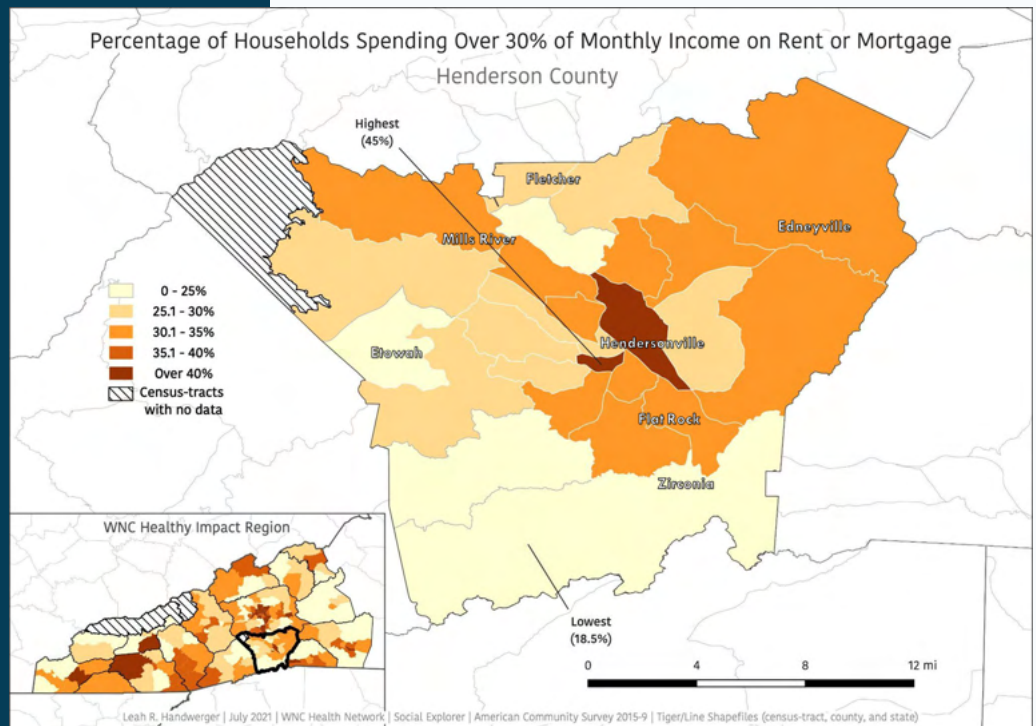 Percentage of Households Spending Over 30% of Monthly Income on Rent or Mortgage
Henderson County
Highest
(45%)
Fletcher
Mills River
Edneyville
0 - 25%
25.1 - 30%
30.1 - 35%
35.1 - 40%
Over 40%
Census-tracts
with no data
Etowah
Hendersonville
Flat Rock
Zirconia
WNC Healthy Impact Region
Lowest
(18.5%)
0 4 8 12 mi
Leah R. Handwerger | July 2021 | WNC Health Network | Social Explorer | American Community Survey 2015-9 | Tiger/Line Shapefiles (census-tract, county, and state)